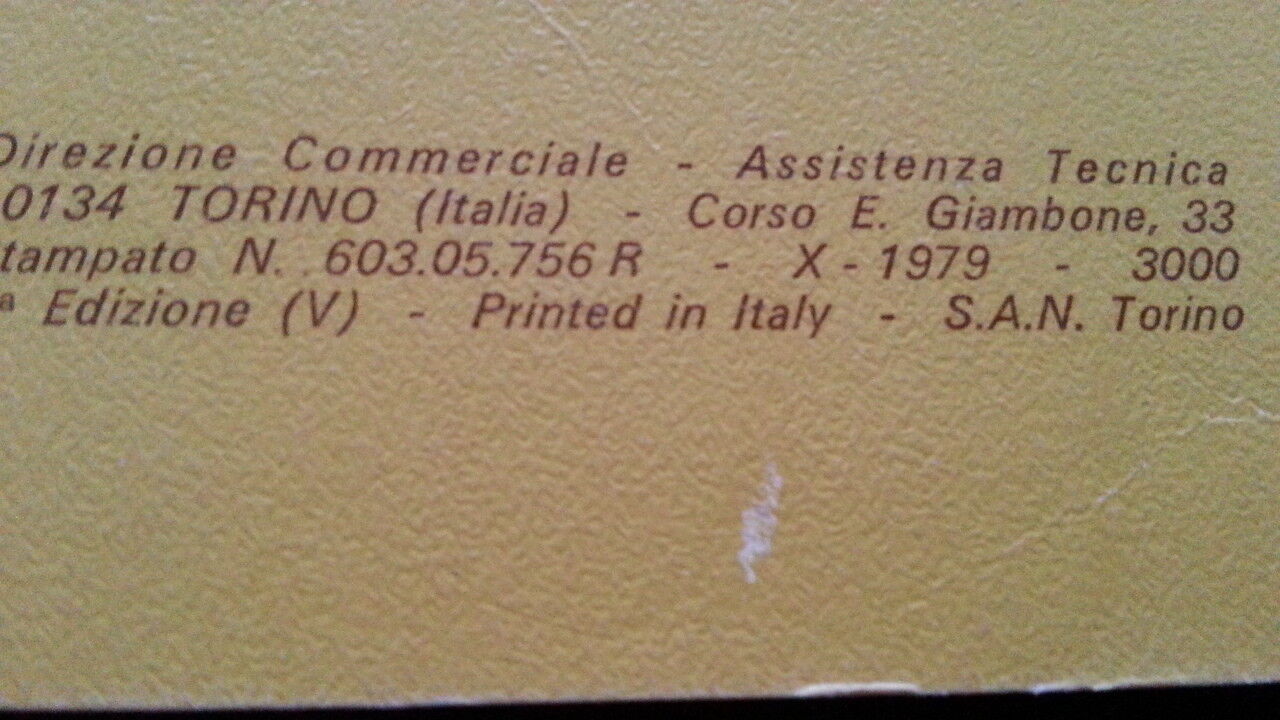 Direzione Commerciale - Assistenza Tecnica
0134 TORINO (Italia) - Corso E. Giambone, 33
tampato N. 603.05.756 R - X - 1979 - 3000
ª Edizione (V) - Printed in Italy - S.A.N. Torino